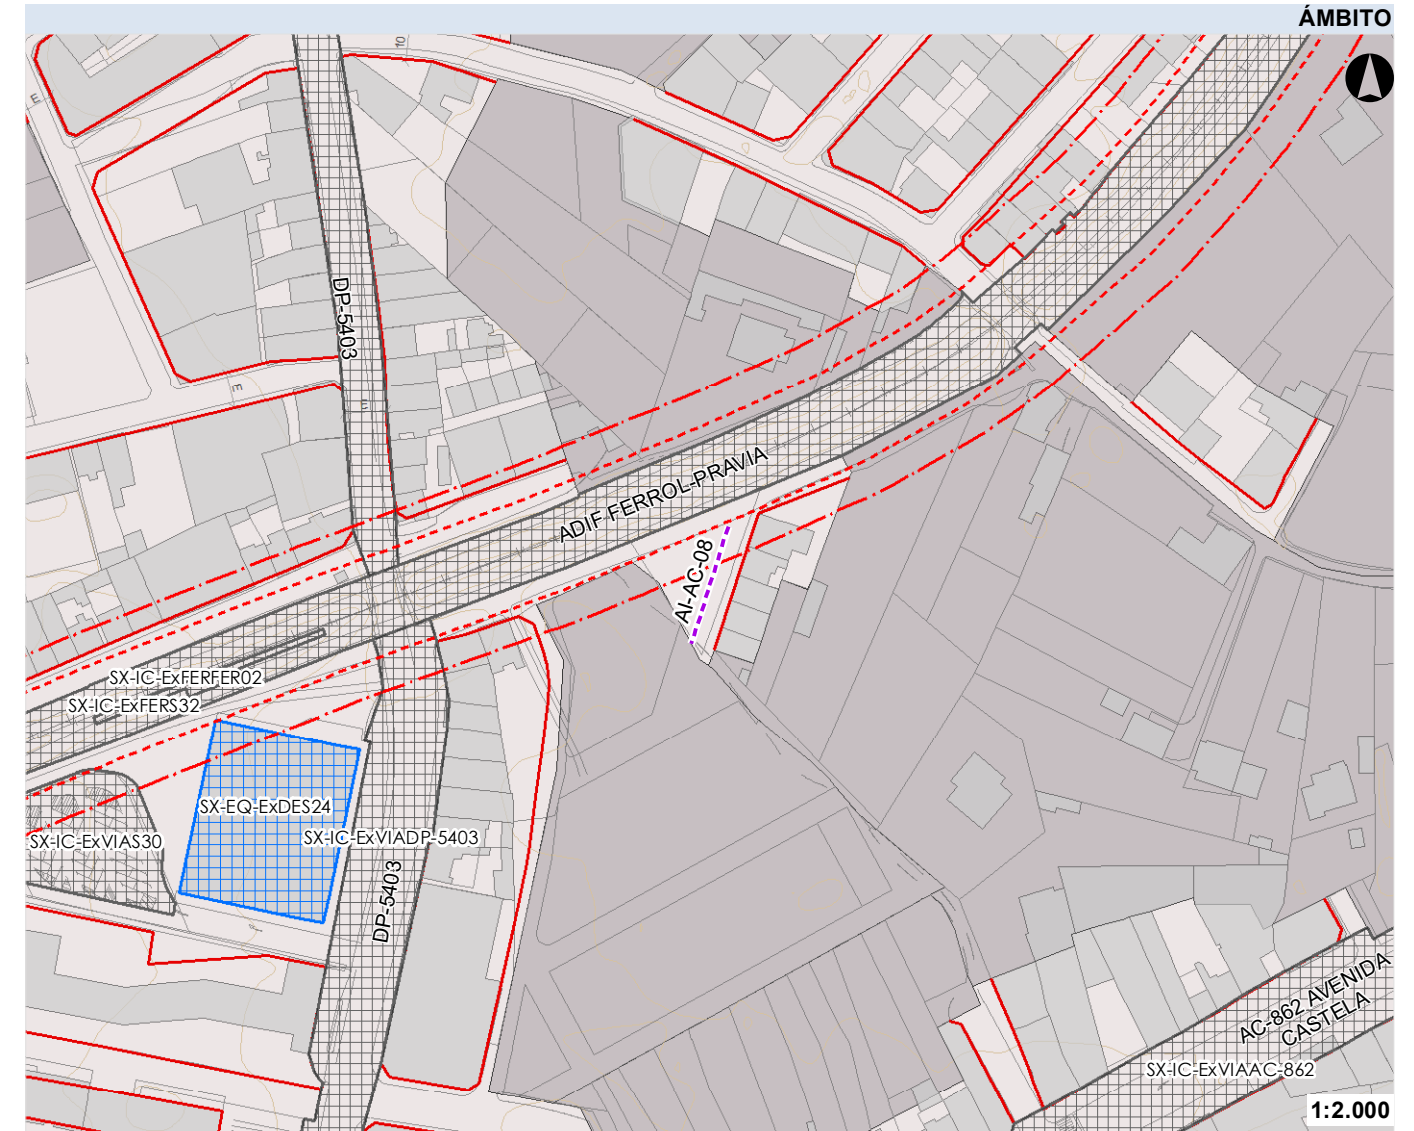 ÁMBITO
10
E
DP-5403
E
E
ADIF FERROL-PRAVIA
AI-AC-08
SX-IC-ExFERFER02
SX-IC-ExFERS32
SX-EQ-ExDES24
SX-IC-ExVIADP-5403
SX-IC-ExVIAS30
DP-5403
AC-862 AVENIDA
CASTELA
SX-IC-ExVIAAC-862
1:2.000